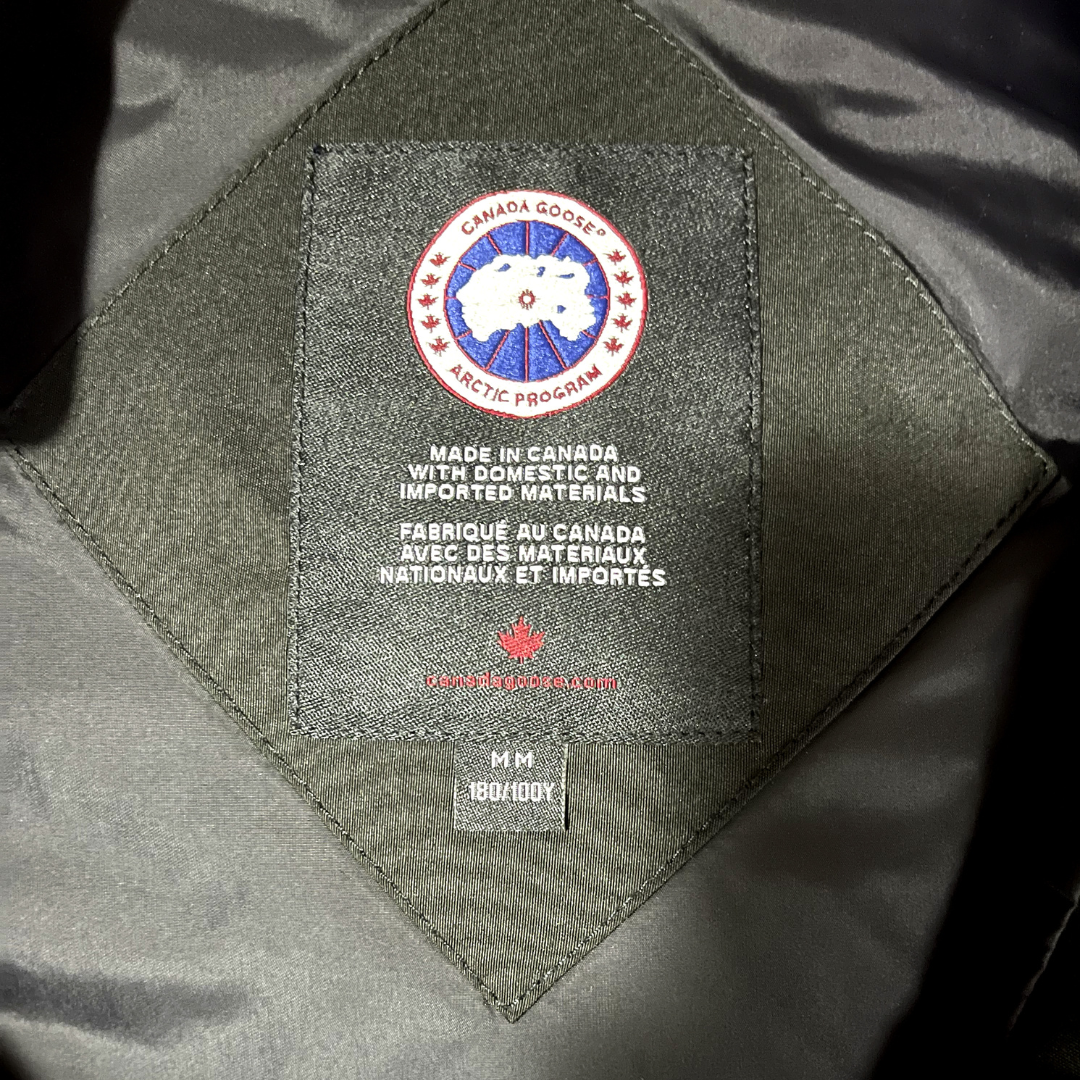 CANADA GOOSE®
ARCTIC PROGRAM
MADE IN CANADA
WITH DOMESTIC AND
IMPORTED MATERIALS
FABRIQUÉ AU CANADA
AVEC DES MATÉRIAUX
NATIONAUX ET IMPORTÉS
canadagoose.com
M M
180/100Y